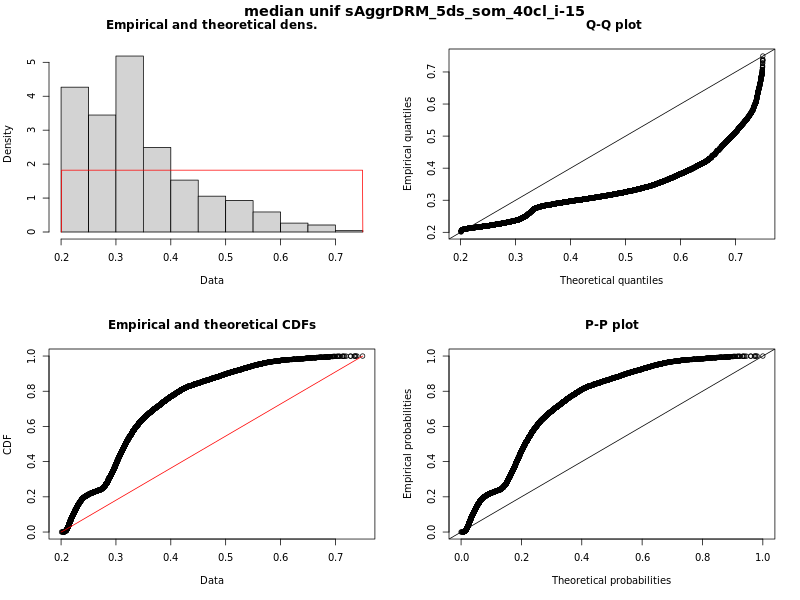 median unif sAggrDRM_5ds_som_40cl_i-15
Empirical and theoretical dens.
Density
0 1 2 3 4 5
0.2 0.3 0.4 0.5 0.6 0.7
Data
Q-Q plot
Empirical quantiles
0.2 0.3 0.4 0.5 0.6 0.7
0.2 0.3 0.4 0.5 0.6 0.7
Theoretical quantiles
Empirical and theoretical CDFs
CDF
0.0 0.2 0.4 0.6 0.8 1.0
0.2 0.3 0.4 0.5 0.6 0.7
Data
P-P plot
Empirical probabilities
0.0 0.2 0.4 0.6 0.8 1.0
0.0 0.2 0.4 0.6 0.8 1.0
Theoretical probabilities